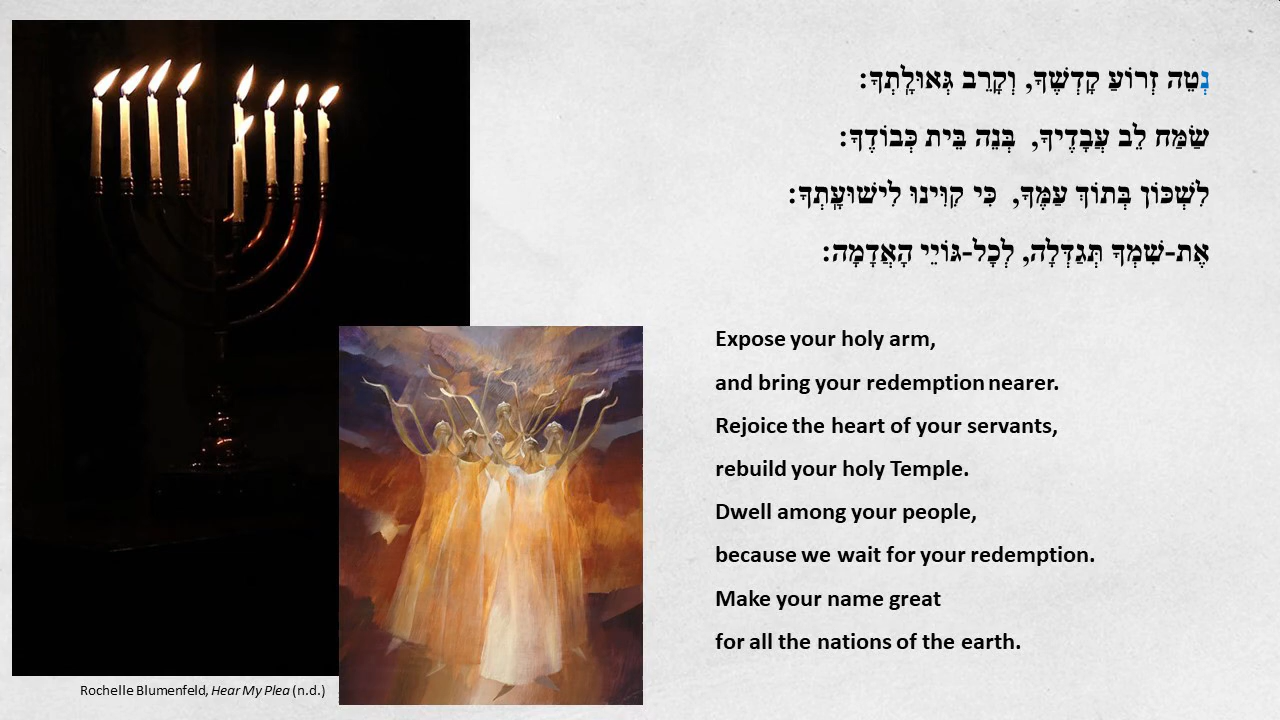 נְטֵה זְרוֹעַ קָדְשֶׁךָ, וְקָרֵב גְּאוּלָתְךָ:
שַׂמַּח לֵב עֲבָדֶיךָ, בְּנֵה בֵּית כְּבוֹדֶךָ:
לִשְׁכּוֹן בְּתוֹךְ עַמֶּךָ, כִּי קִוִּינוּ לִישׁוּעָתְךָ:
אֶת-שִׁמְךָ תְּגַדְּלָה, לְכָל-גּוֹיֵי הָאֲדָמָה:
Expose your holy arm,
and bring your redemption nearer.
Rejoice the heart of your servants,
rebuild your holy Temple.
Dwell among your people,
because we wait for your redemption.
Make your name great
for all the nations of the earth.
Rochelle Blumenfeld, Hear My Plea (n.d.)